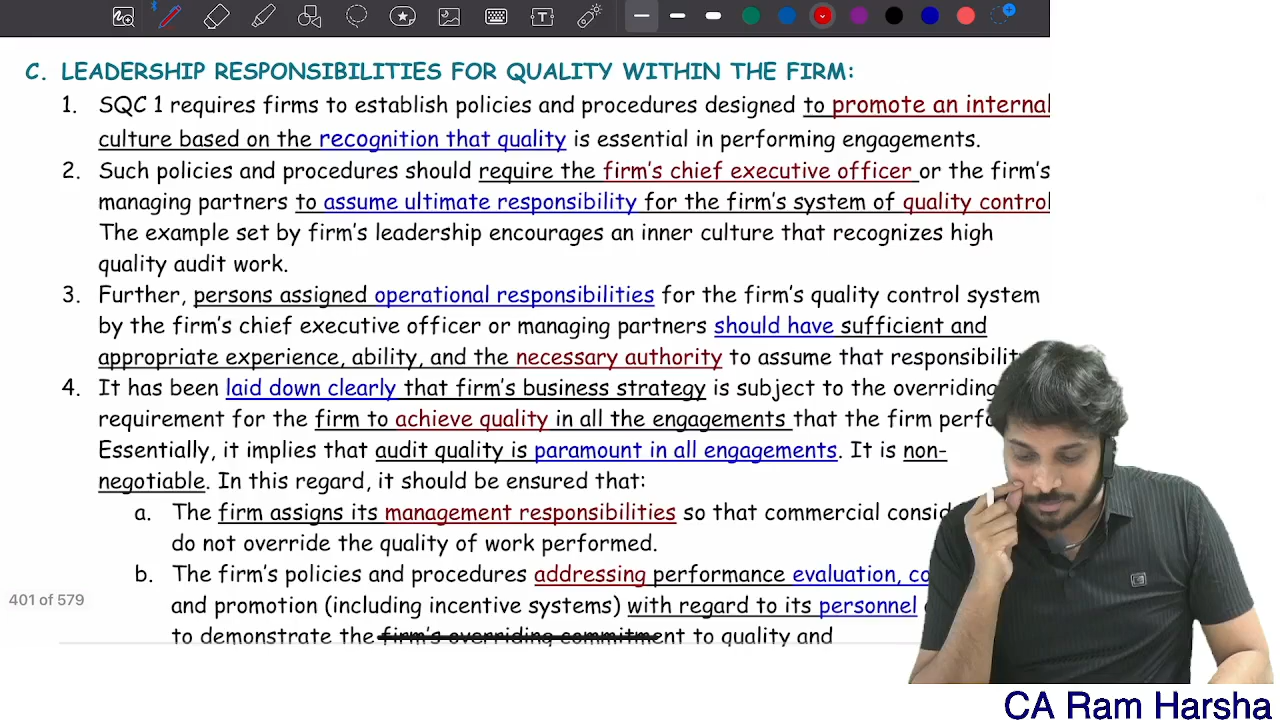 C. LEADERSHIP RESPONSIBILITIES FOR QUALITY WITHIN THE FIRM:
1. SQC 1 requires firms to establish policies and procedures designed to promote an internal
culture based on the recognition that quality is essential in performing engagements.
2. Such policies and procedures should require the firm's chief executive officer or the firm's
managing partners to assume ultimate responsibility for the firm's system of quality control
The example set by firm's leadership encourages an inner culture that recognizes high
quality audit work.
3. Further, persons assigned operational responsibilities for the firm's quality control system
by the firm's chief executive officer or managing partners should have sufficient and
appropriate experience, ability, and the necessary authority to assume that
4. It has been laid down clearly that firm's business strategy is subject to the overriding
requirement for the firm to achieve quality in all the engagements that the firm
Essentially, it implies that audit quality is paramount in all engagements. It is non-
negotiable. In this regard, it should be ensured that:
a. The firm assigns its management responsibilities so that commercial
do not override the quality of work performed.
b. The firm's policies and procedures addressing performance evaluation,
401 of 579
and promotion (including incentive systems) with regard to its personnel
to demonstrate the firm's overriding commitment to quality and
CA Ram Harsha